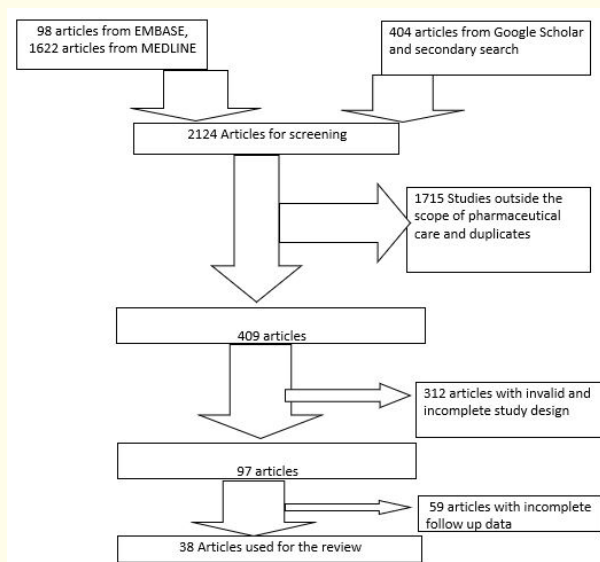 98 articles from EMBASE,
1622 articles from MEDLINE
404 articles from Google Scholar
and secondary search
2124 Articles for screening
1715 Studies outside the
scope of pharmaceutical
care and duplicates
409 articles
312 articles with invalid and
incomplete study design
97 articles
59 articles with incomplete
follow up data
38 Articles used for the review